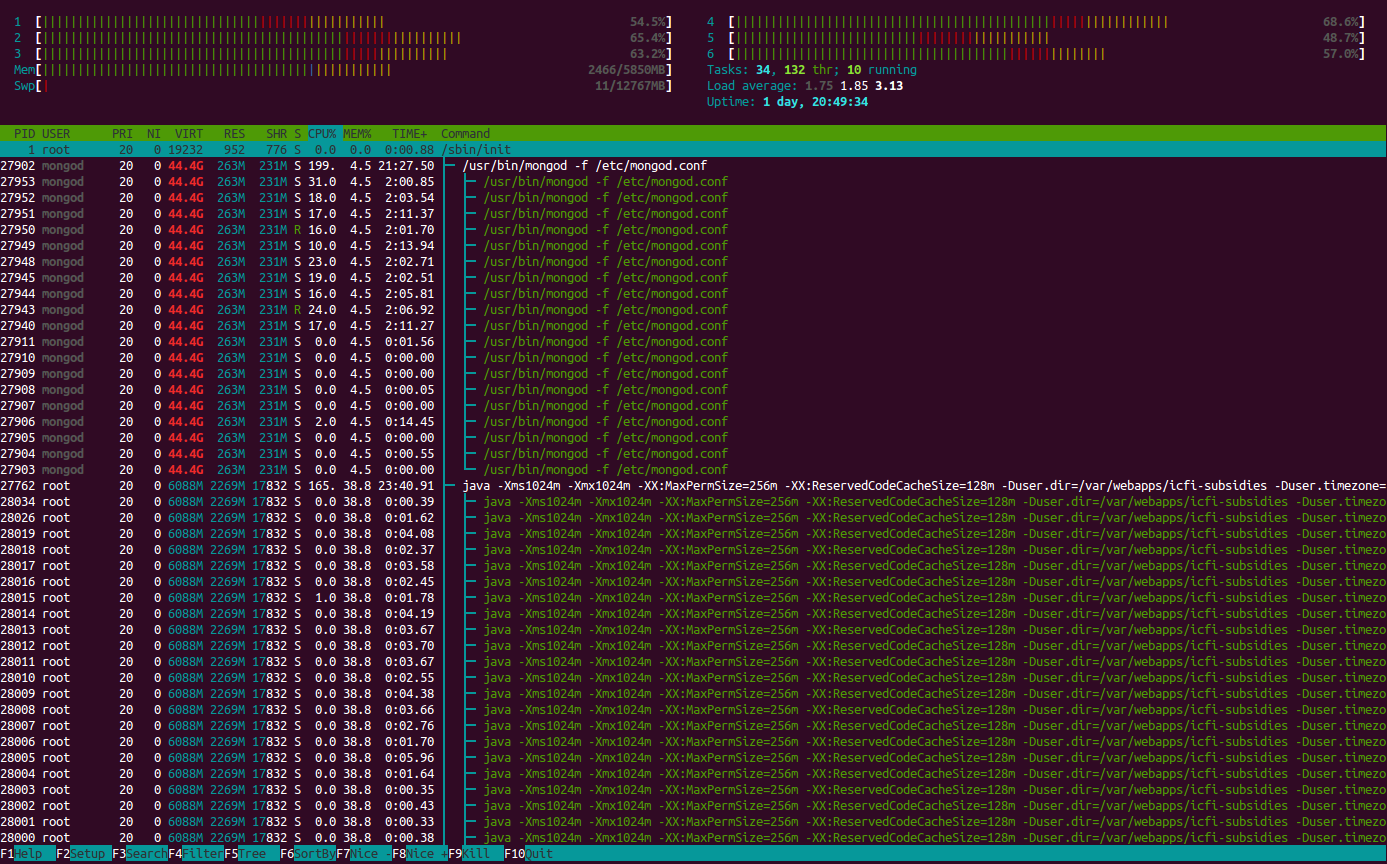 1 [||||||||||||||||||||||||||||||||||||||||||||||||| 54.5%] 4 [|||||||||||||||||||||||||||||||||||||||||||||||||||||||||||||| 68.6%]
2 [|||||||||||||||||||||||||||||||||||||||||||||||||||||||||||| 65.4%] 5 [||||||||||||||||||||||||||||||||||||||||||||| 48.7%]
3 [|||||||||||||||||||||||||||||||||||||||||||||||||||||||||| 63.2%] 6 [||||||||||||||||||||||||||||||||||||||||||||||||||||| 57.0%]
Mem[|||||||||||||||||||||||||||||||||||||||||||||||||| 2466/5850MB] Tasks: 34, 132 thr; 10 running
Swp[| 11/12767MB] Load average: 1.75 1.85 3.13
Uptime: 1 day, 20:49:34
PID USER PRI NI VIRT RES SHR S CPU% MEM% TIME+ Command
1 root 20 0 19232 952 776 S 0.0 0.0 0:00.88 /sbin/init
27902 mongod 20 0 44.4G 263M 231M S 199. 4.5 21:27.50 /usr/bin/mongod -f /etc/mongod.conf
27953 mongod 20 0 44.4G 263M 231M S 31.0 4.5 2:00.85 /usr/bin/mongod -f /etc/mongod.conf
27952 mongod 20 0 44.4G 263M 231M S 18.0 4.5 2:03.54 /usr/bin/mongod -f /etc/mongod.conf
27951 mongod 20 0 44.4G 263M 231M S 17.0 4.5 2:11.37 /usr/bin/mongod -f /etc/mongod.conf
27950 mongod 20 0 44.4G 263M 231M R 16.0 4.5 2:01.70 /usr/bin/mongod -f /etc/mongod.conf
27949 mongod 20 0 44.4G 263M 231M S 10.0 4.5 2:13.94 /usr/bin/mongod -f /etc/mongod.conf
27948 mongod 20 0 44.4G 263M 231M S 23.0 4.5 2:02.71 /usr/bin/mongod -f /etc/mongod.conf
27945 mongod 20 0 44.4G 263M 231M S 19.0 4.5 2:02.51 /usr/bin/mongod -f /etc/mongod.conf
27944 mongod 20 0 44.4G 263M 231M S 16.0 4.5 2:05.81 /usr/bin/mongod -f /etc/mongod.conf
27943 mongod 20 0 44.4G 263M 231M R 24.0 4.5 2:06.92 /usr/bin/mongod -f /etc/mongod.conf
27940 mongod 20 0 44.4G 263M 231M S 17.0 4.5 2:11.27 /usr/bin/mongod -f /etc/mongod.conf
27911 mongod 20 0 44.4G 263M 231M S 0.0 4.5 0:01.56 /usr/bin/mongod -f /etc/mongod.conf
27910 mongod 20 0 44.4G 263M 231M S 0.0 4.5 0:00.00 /usr/bin/mongod -f /etc/mongod.conf
27909 mongod 20 0 44.4G 263M 231M S 0.0 4.5 0:00.00 /usr/bin/mongod -f /etc/mongod.conf
27908 mongod 20 0 44.4G 263M 231M S 0.0 4.5 0:00.05 /usr/bin/mongod -f /etc/mongod.conf
27907 mongod 20 0 44.4G 263M 231M S 0.0 4.5 0:00.00 /usr/bin/mongod -f /etc/mongod.conf
27906 mongod 20 0 44.4G 263M 231M S 2.0 4.5 0:14.45 /usr/bin/mongod -f /etc/mongod.conf
27905 mongod 20 0 44.4G 263M 231M S 0.0 4.5 0:00.00 /usr/bin/mongod -f /etc/mongod.conf
27904 mongod 20 0 44.4G 263M 231M S 0.0 4.5 0:00.55 /usr/bin/mongod -f /etc/mongod.conf
27903 mongod 20 0 44.4G 263M 231M S 0.0 4.5 0:00.00 /usr/bin/mongod -f /etc/mongod.conf
27762 root 20 0 6088M 2269M 17832 S 165. 38.8 23:40.91 java -Xms1024m -Xmx1024m -XX:MaxPermSize=256m -XX:ReservedCodeCacheSize=128m -Duser.dir=/var/webapps/icfi-subsidies -Duser.timezone=
28034 root 20 0 6088M 2269M 17832 S 0.0 38.8 0:00.39 java -Xms1024m -Xmx1024m -XX:MaxPermSize=256m -XX:ReservedCodeCacheSize=128m -Duser.dir=/var/webapps/icfi-subsidies -Duser.timezo
28026 root 20 0 6088M 2269M 17832 S 0.0 38.8 0:01.62 java -Xms1024m -Xmx1024m -XX:MaxPermSize=256m -XX:ReservedCodeCacheSize=128m -Duser.dir=/var/webapps/icfi-subsidies -Duser.timezo
28019 root 20 0 6088M 2269M 17832 S 0.0 38.8 0:04.08 java -Xms1024m -Xmx1024m -XX:MaxPermSize=256m -XX:ReservedCodeCacheSize=128m -Duser.dir=/var/webapps/icfi-subsidies -Duser.timezo
28018 root 20 0 6088M 2269M 17832 S 0.0 38.8 0:02.37 java -Xms1024m -Xmx1024m -XX:MaxPermSize=256m -XX:ReservedCodeCacheSize=128m -Duser.dir=/var/webapps/icfi-subsidies -Duser.timezo
28017 root 20 0 6088M 2269M 17832 S 0.0 38.8 0:03.58 java -Xms1024m -Xmx1024m -XX:MaxPermSize=256m -XX:ReservedCodeCacheSize=128m -Duser.dir=/var/webapps/icfi-subsidies -Duser.timezo
28016 root 20 0 6088M 2269M 17832 S 0.0 38.8 0:02.45 java -Xms1024m -Xmx1024m -XX:MaxPermSize=256m -XX:ReservedCodeCacheSize=128m -Duser.dir=/var/webapps/icfi-subsidies -Duser.timezo
28015 root 20 0 6088M 2269M 17832 S 1.0 38.8 0:01.78 java -Xms1024m -Xmx1024m -XX:MaxPermSize=256m -XX:ReservedCodeCacheSize=128m -Duser.dir=/var/webapps/icfi-subsidies -Duser.timezo
28014 root 20 0 6088M 2269M 17832 S 0.0 38.8 0:04.19 java -Xms1024m -Xmx1024m -XX:MaxPermSize=256m -XX:ReservedCodeCacheSize=128m -Duser.dir=/var/webapps/icfi-subsidies -Duser.timezo
28013 root 20 0 6088M 2269M 17832 S 0.0 38.8 0:03.67 java -Xms1024m -Xmx1024m -XX:MaxPermSize=256m -XX:ReservedCodeCacheSize=128m -Duser.dir=/var/webapps/icfi-subsidies -Duser.timezo
28012 root 20 0 6088M 2269M 17832 S 0.0 38.8 0:03.70 java -Xms1024m -Xmx1024m -XX:MaxPermSize=256m -XX:ReservedCodeCacheSize=128m -Duser.dir=/var/webapps/icfi-subsidies -Duser.timezo
28011 root 20 0 6088M 2269M 17832 S 0.0 38.8 0:03.67 java -Xms1024m -Xmx1024m -XX:MaxPermSize=256m -XX:ReservedCodeCacheSize=128m -Duser.dir=/var/webapps/icfi-subsidies -Duser.timezo
28010 root 20 0 6088M 2269M 17832 S 0.0 38.8 0:02.55 java -Xms1024m -Xmx1024m -XX:MaxPermSize=256m -XX:ReservedCodeCacheSize=128m -Duser.dir=/var/webapps/icfi-subsidies -Duser.timezo
28009 root 20 0 6088M 2269M 17832 S 0.0 38.8 0:04.38 java -Xms1024m -Xmx1024m -XX:MaxPermSize=256m -XX:ReservedCodeCacheSize=128m -Duser.dir=/var/webapps/icfi-subsidies -Duser.timezo
28008 root 20 0 6088M 2269M 17832 S 0.0 38.8 0:03.66 java -Xms1024m -Xmx1024m -XX:MaxPermSize=256m -XX:ReservedCodeCacheSize=128m -Duser.dir=/var/webapps/icfi-subsidies -Duser.timezo
28007 root 20 0 6088M 2269M 17832 S 0.0 38.8 0:02.76 java -Xms1024m -Xmx1024m -XX:MaxPermSize=256m -XX:ReservedCodeCacheSize=128m -Duser.dir=/var/webapps/icfi-subsidies -Duser.timezo
28006 root 20 0 6088M 2269M 17832 S 0.0 38.8 0:01.70 java -Xms1024m -Xmx1024m -XX:MaxPermSize=256m -XX:ReservedCodeCacheSize=128m -Duser.dir=/var/webapps/icfi-subsidies -Duser.timezo
28005 root 20 0 6088M 2269M 17832 S 0.0 38.8 0:05.96 java -Xms1024m -Xmx1024m -XX:MaxPermSize=256m -XX:ReservedCodeCacheSize=128m -Duser.dir=/var/webapps/icfi-subsidies -Duser.timezo
28004 root 20 0 6088M 2269M 17832 S 0.0 38.8 0:01.64 java -Xms1024m -Xmx1024m -XX:MaxPermSize=256m -XX:ReservedCodeCacheSize=128m -Duser.dir=/var/webapps/icfi-subsidies -Duser.timezo
28003 root 20 0 6088M 2269M 17832 S 0.0 38.8 0:00.35 java -Xms1024m -Xmx1024m -XX:MaxPermSize=256m -XX:ReservedCodeCacheSize=128m -Duser.dir=/var/webapps/icfi-subsidies -Duser.timezo
28002 root 20 0 6088M 2269M 17832 S 0.0 38.8 0:00.43 java -Xms1024m -Xmx1024m -XX:MaxPermSize=256m -XX:ReservedCodeCacheSize=128m -Duser.dir=/var/webapps/icfi-subsidies -Duser.timezo
28001 root 20 0 6088M 2269M 17832 S 0.0 38.8 0:00.33 java -Xms1024m -Xmx1024m -XX:MaxPermSize=256m -XX:ReservedCodeCacheSize=128m -Duser.dir=/var/webapps/icfi-subsidies -Duser.timezo
28000 root 20 0 6088M 2269M 17832 S 0.0 38.8 0:00.38 java -Xms1024m -Xmx1024m -XX:MaxPermSize=256m -XX:ReservedCodeCacheSize=128m -Duser.dir=/var/webapps/icfi-subsidies -Duser.timezo
F1Help F2Setup F3SearchF4FilterF5Tree F6SortByF7Nice -F8Nice +F9Kill F10Quit